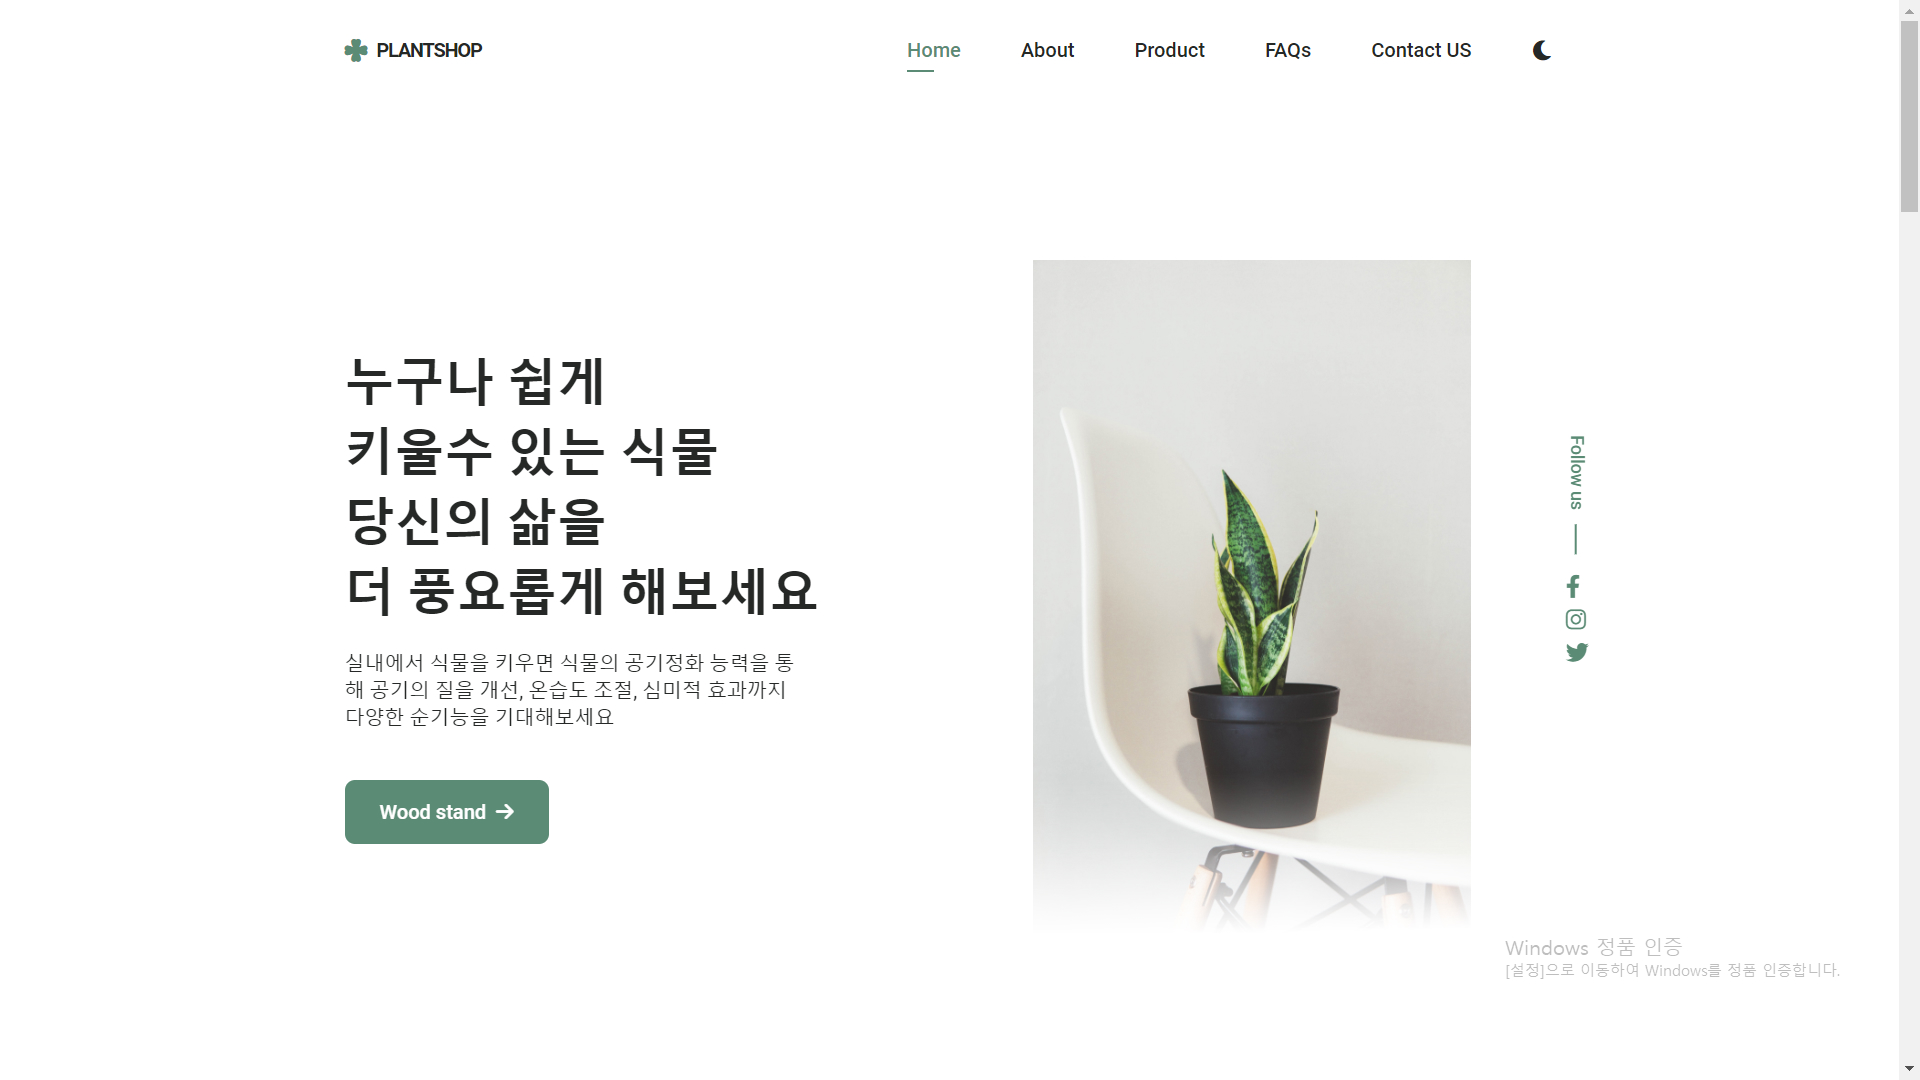 PLANTSHOP
Home
About
Product
FAQs
Contact US
누구나 쉽게
키울수 있는 식물
당신의 삶을
더 풍요롭게 해보세요
실내에서 식물을 키우면 식물의 공기정화 능력을 통
해 공기의 질을 개선, 온습도 조절, 심미적 효과까지
다양한 순기능을 기대해보세요
Wood stand
Follow us
Windows 정품 인증
[설정]으로 이동하여 Windows를 정품 인증합니다.